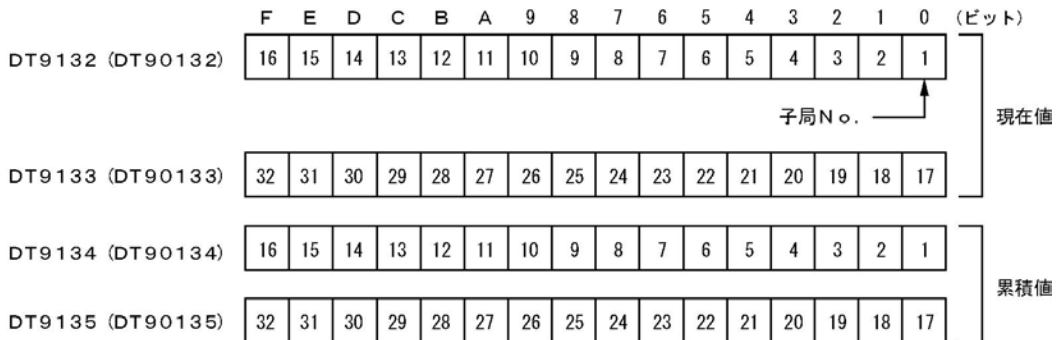 F E D C B A 9 8 7 6 5 4 3 2 1 0 (ビット)
DT9132 (DT90132) 16 15 14 13 12 11 10 9 8 7 6 5 4 3 2 1
子局No.
現在値
DT9133 (DT90133) 32 31 30 29 28 27 26 25 24 23 22 21 20 19 18 17
DT9134 (DT90134) 16 15 14 13 12 11 10 9 8 7 6 5 4 3 2 1
累積値
DT9135 (DT90135) 32 31 30 29 28 27 26 25 24 23 22 21 20 19 18 17